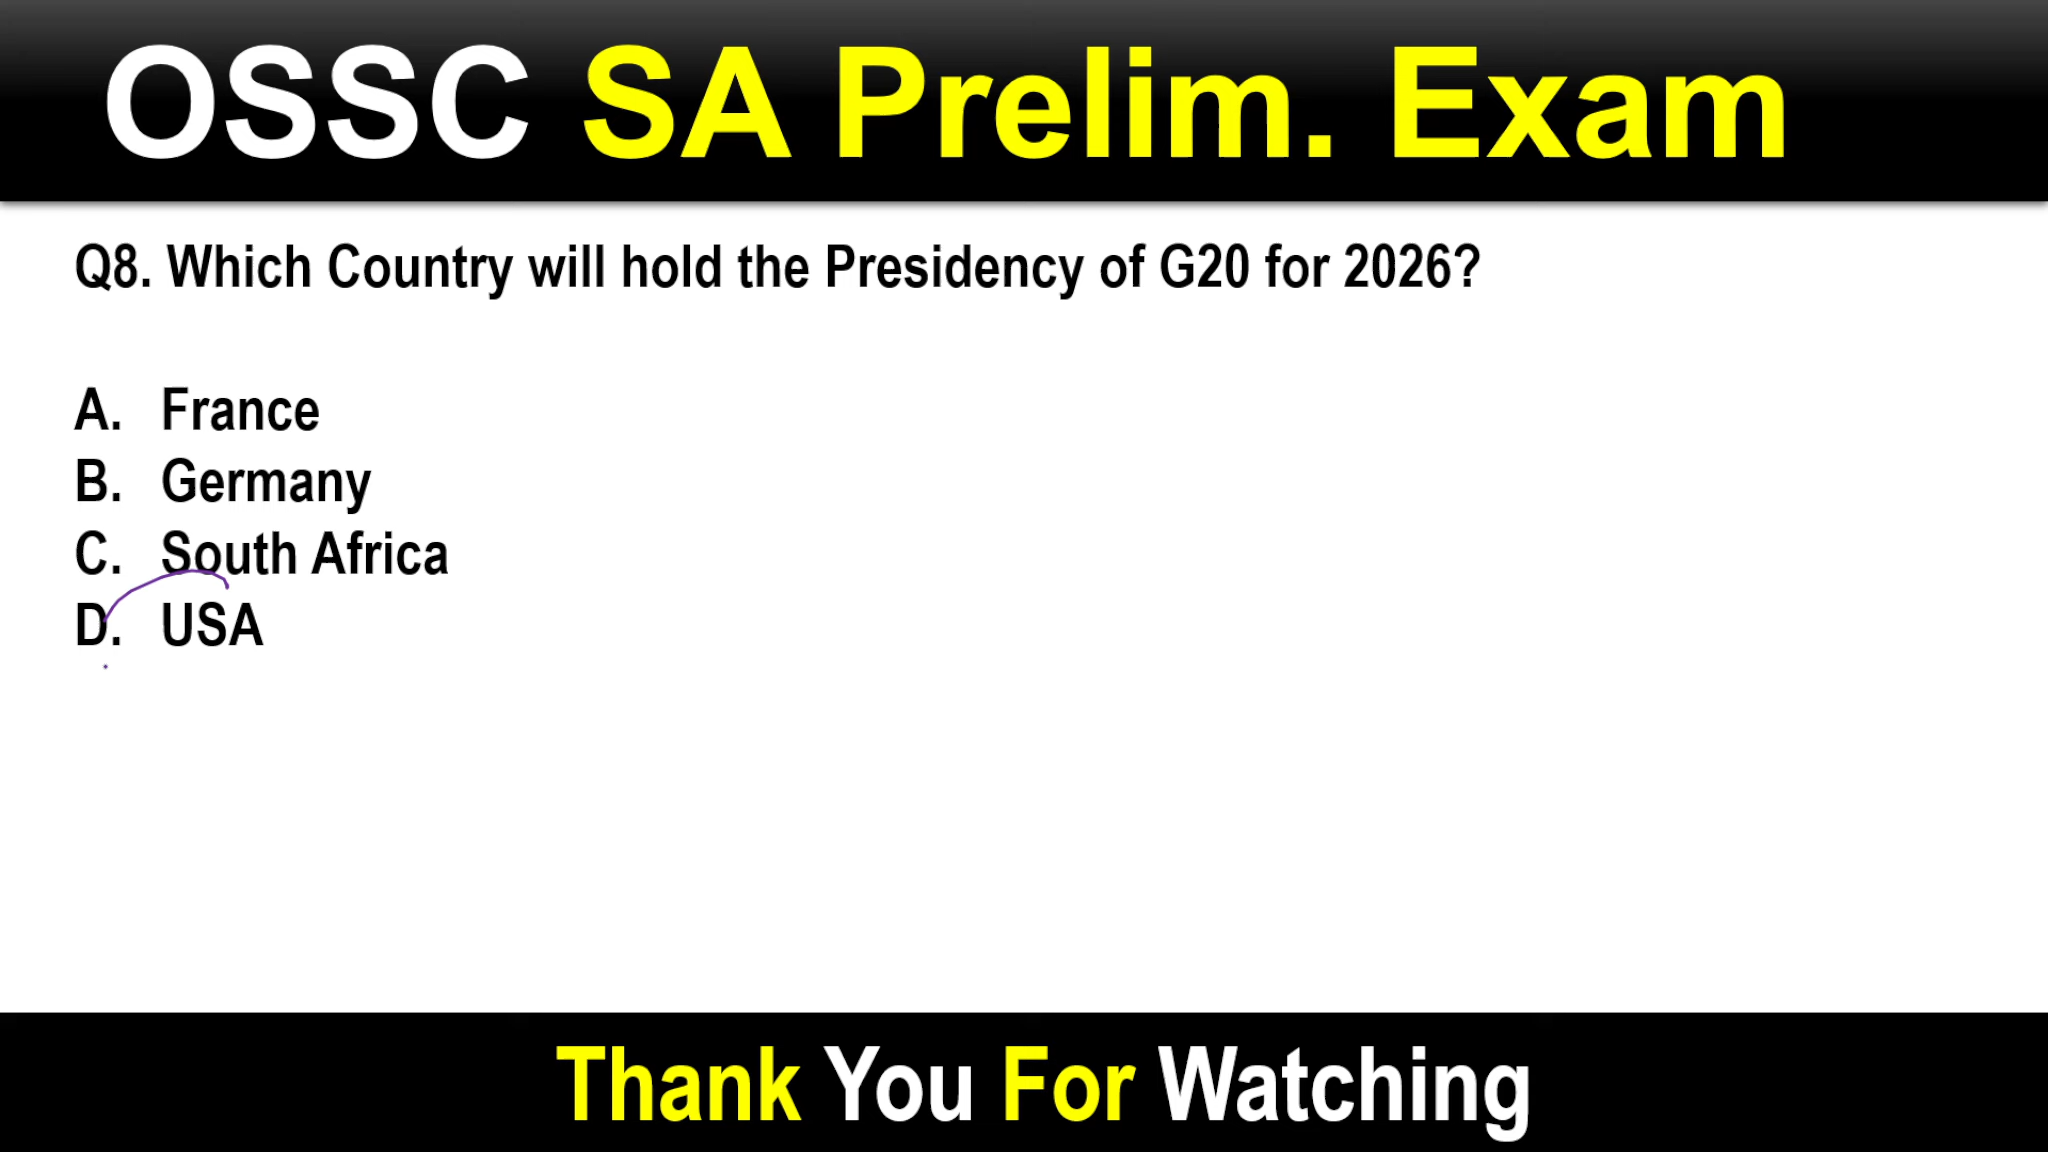 OSSC SA Prelim. Exam
Q8. Which Country will hold the Presidency of G20 for 2026?
A. France
B. Germany
C. South Africa
D. USA
Thank You For Watching